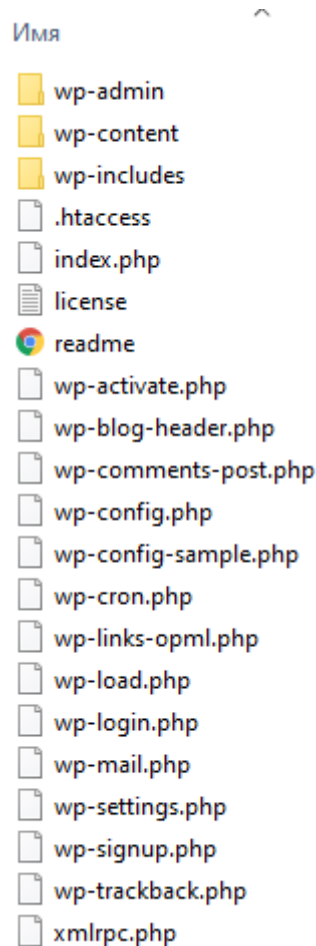 Имя
wp-admin
wp-content
wp-includes
.htaccess
index.php
license
readme
wp-activate.php
wp-blog-header.php
wp-comments-post.php
wp-config.php
wp-config-sample.php
wp-cron.php
wp-links-opml.php
wp-load.php
wp-login.php
wp-mail.php
wp-settings.php
wp-signup.php
wp-trackback.php
xmlrpc.php